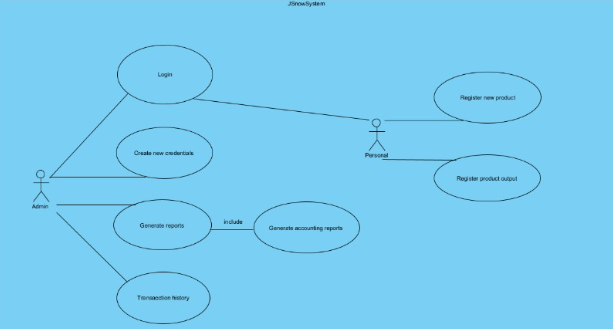 JSnowSystem
Login
Register new product
Personal
Create new credentials
Register product output
Admin
Generate reports
include
Generate accounting reports
Transaction history